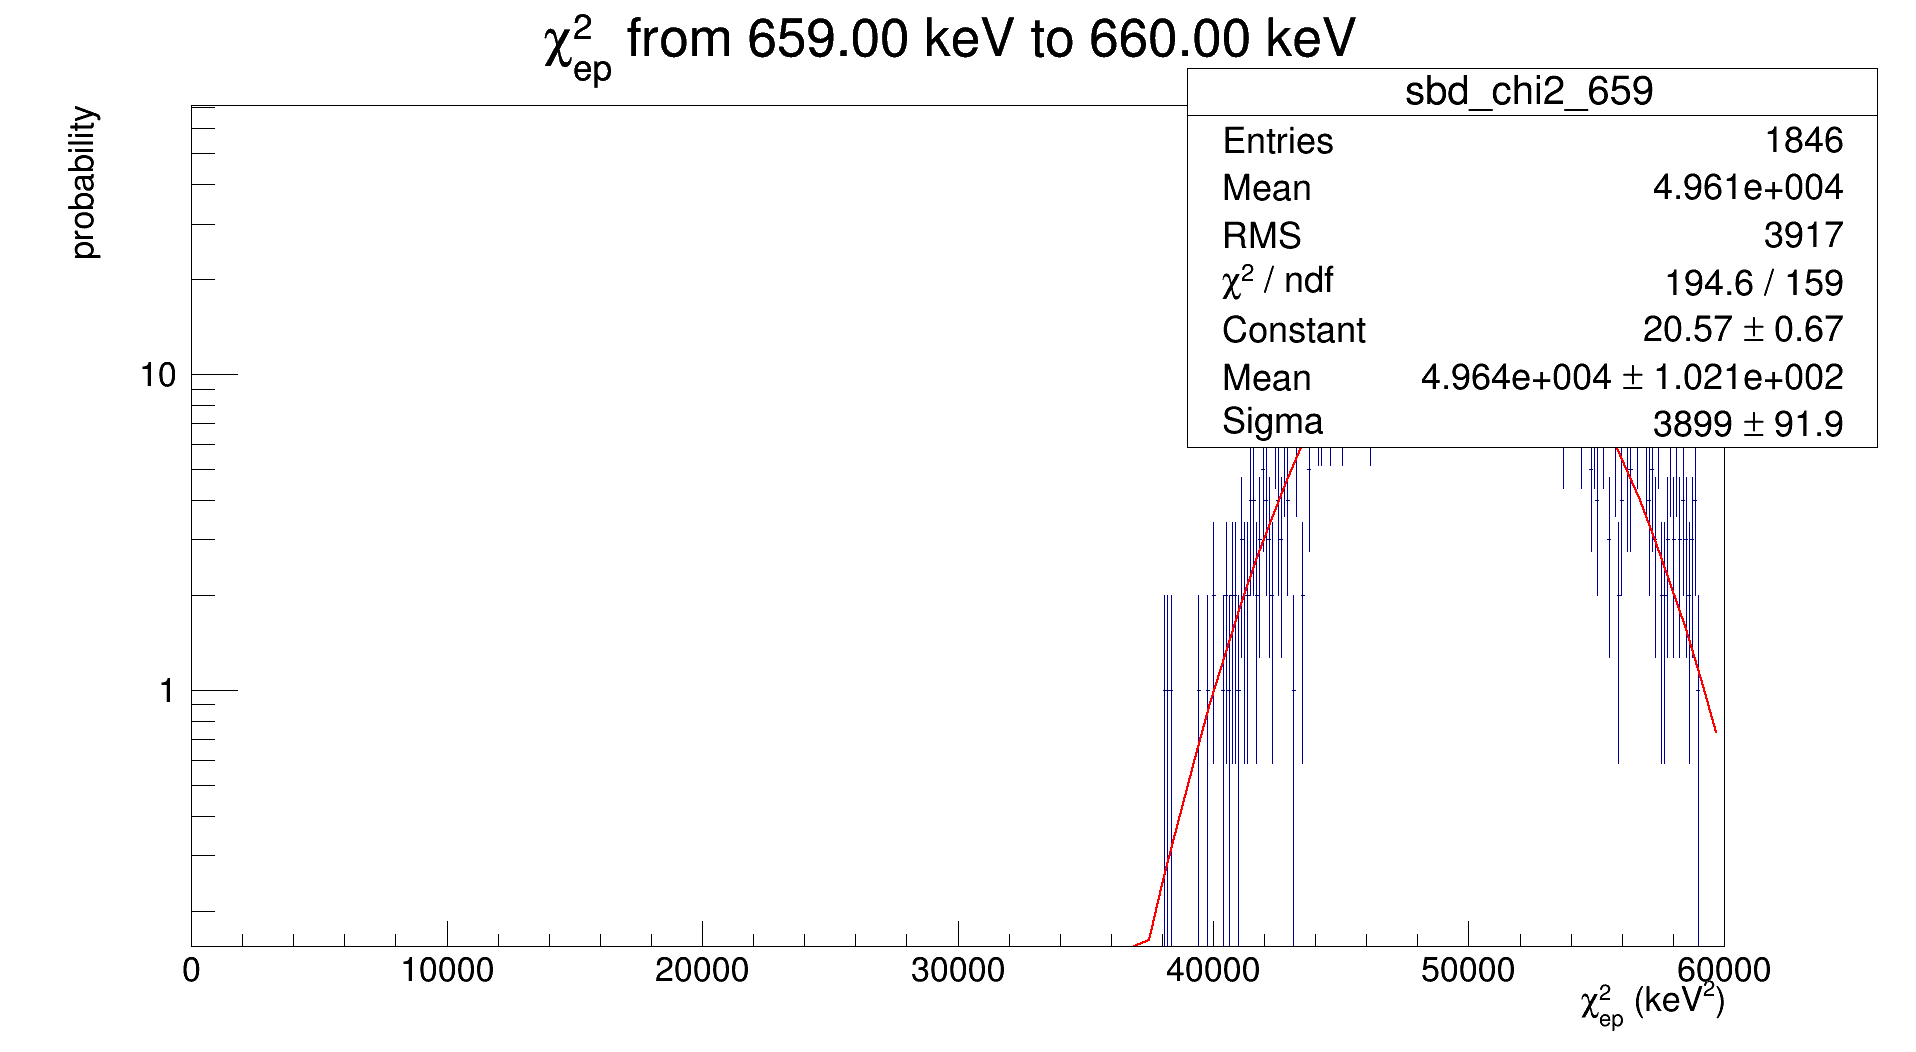 χ²ep from 659.00 keV to 660.00 keV
probability
sbd_chi2_659
Entries 1846
Mean 4.961e+004
RMS 3917
χ² / ndf 194.6 / 159
Constant 20.57 ± 0.67
Mean 4.964e+004 ± 1.021e+002
Sigma 3899 ± 91.9
10
1
0 10000 20000 30000 40000 50000 60000
χ²ep (keV²)